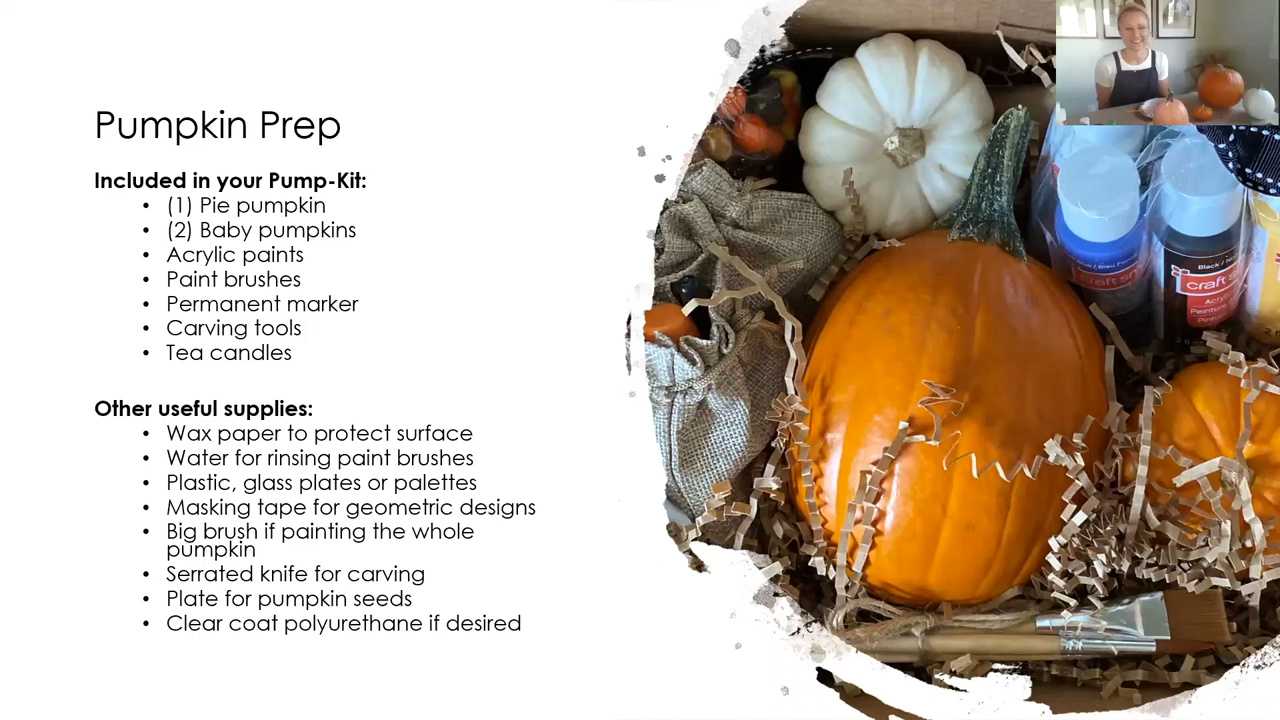 Pumpkin Prep
Included in your Pump-Kit:
• (1) Pie pumpkin
• (2) Baby pumpkins
• Acrylic paints
• Paint brushes
• Permanent marker
• Carving tools
• Tea candles
Other useful supplies:
• Wax paper to protect surface
• Water for rinsing paint brushes
• Plastic, glass plates or palettes
• Masking tape for geometric designs
• Big brush if painting the whole
pumpkin
• Serrated knife for carving
• Plate for pumpkin seeds
• Clear coat polyurethane if desired
Black
craft